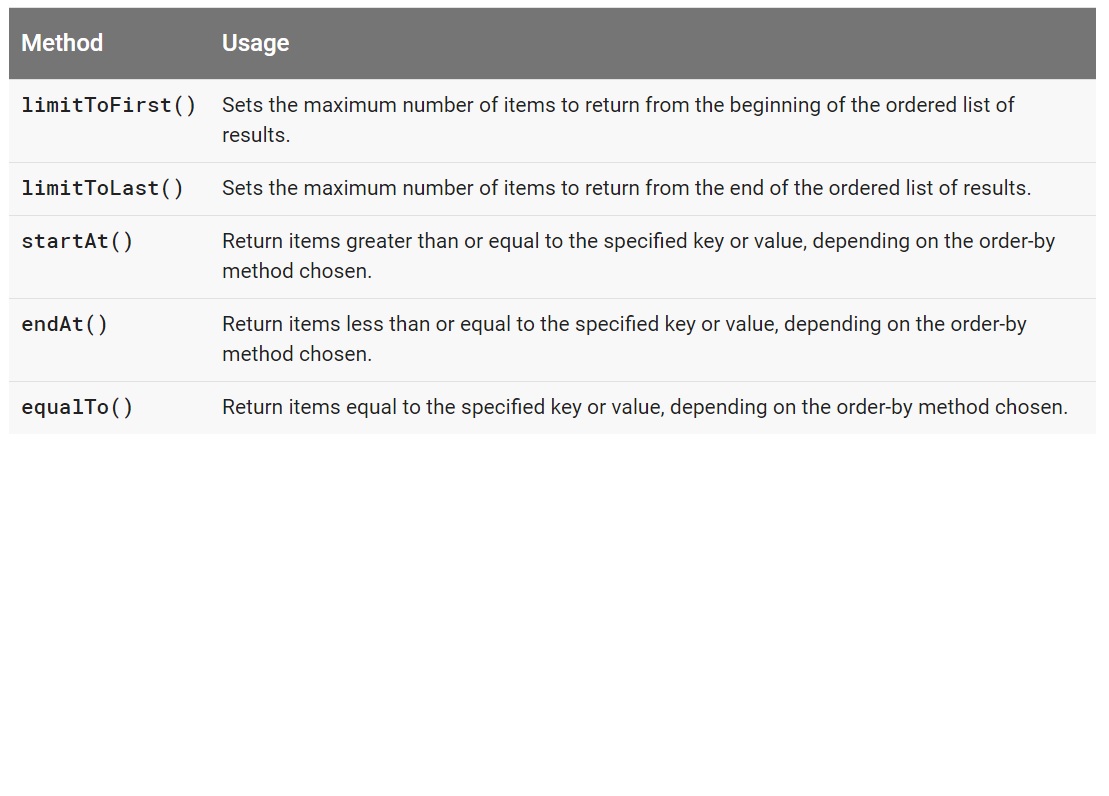 Method Usage
limitToFirst() Sets the maximum number of items to return from the beginning of the ordered list of
results.
limitToLast() Sets the maximum number of items to return from the end of the ordered list of results.
startAt() Return items greater than or equal to the specified key or value, depending on the order-by
method chosen.
endAt() Return items less than or equal to the specified key or value, depending on the order-by
method chosen.
equalTo() Return items equal to the specified key or value, depending on the order-by method chosen.